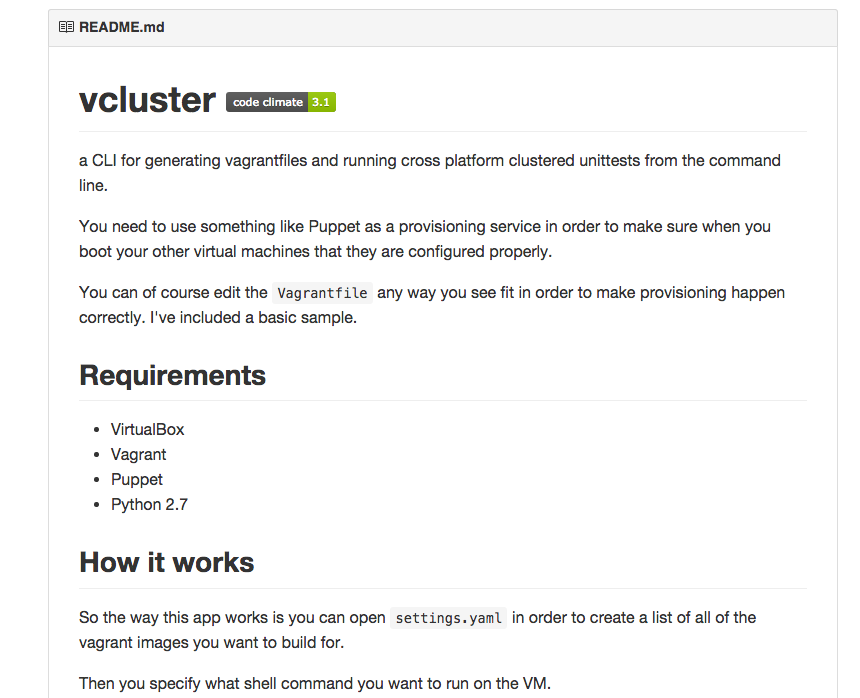 README.md
vcluster code climate 3.1
a CLI for generating vagrantfiles and running cross platform clustered unittests from the command
line.
You need to use something like Puppet as a provisioning service in order to make sure when you
boot your other virtual machines that they are configured properly.
You can of course edit the Vagrantfile any way you see fit in order to make provisioning happen
correctly. I've included a basic sample.
Requirements
• VirtualBox
• Vagrant
• Puppet
• Python 2.7
How it works
So the way this app works is you can open settings.yaml in order to create a list of all of the
vagrant images you want to build for.
Then you specify what shell command you want to run on the VM.